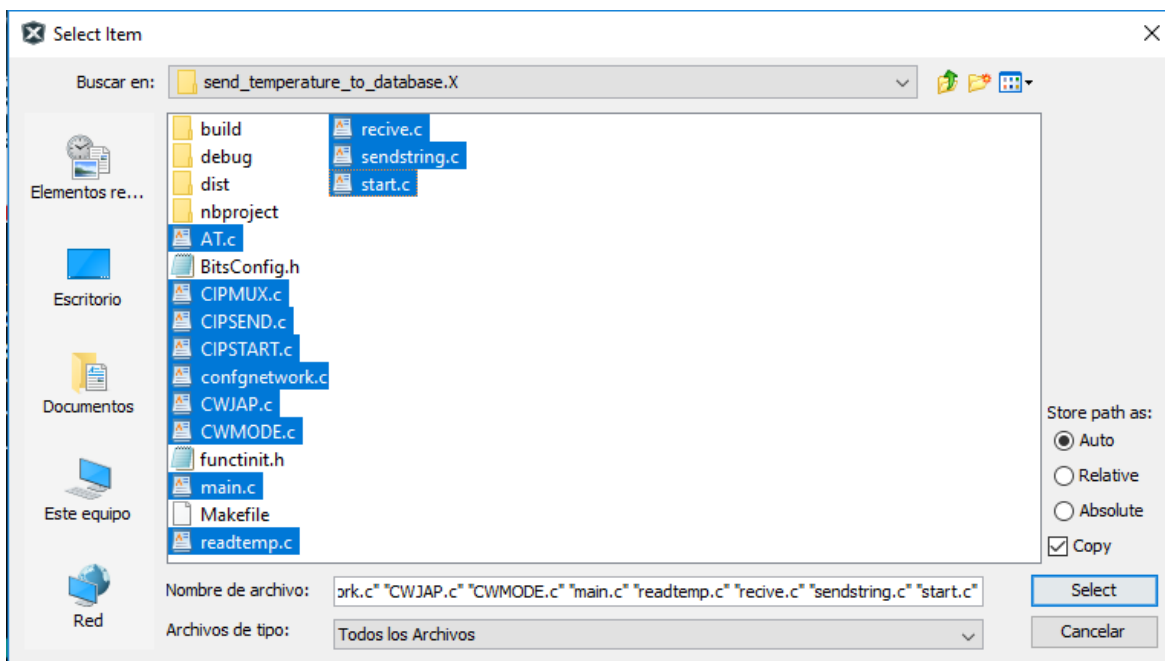 Select Item
Buscar en:
send_temperature_to_database.X
Elementos re...
Escritorio
Documentos
Este equipo
Red
build
debug
dist
nbproject
AT.c
BitsConfig.h
CIPMUX.c
CIPSEND.c
CIPSTART.c
confgnetwork.c
CWJAP.c
CWMODE.c
functinit.h
main.c
Makefile
readtemp.c
recive.c
sendstring.c
start.c
Store path as:
Auto
Relative
Absolute
Copy
Nombre de archivo:
ork.c" "CWJAP.c" "CWMODE.c" "main.c" "readtemp.c" "recive.c" "sendstring.c" "start.c"
Select
Archivos de tipo:
Todos los Archivos
Cancelar